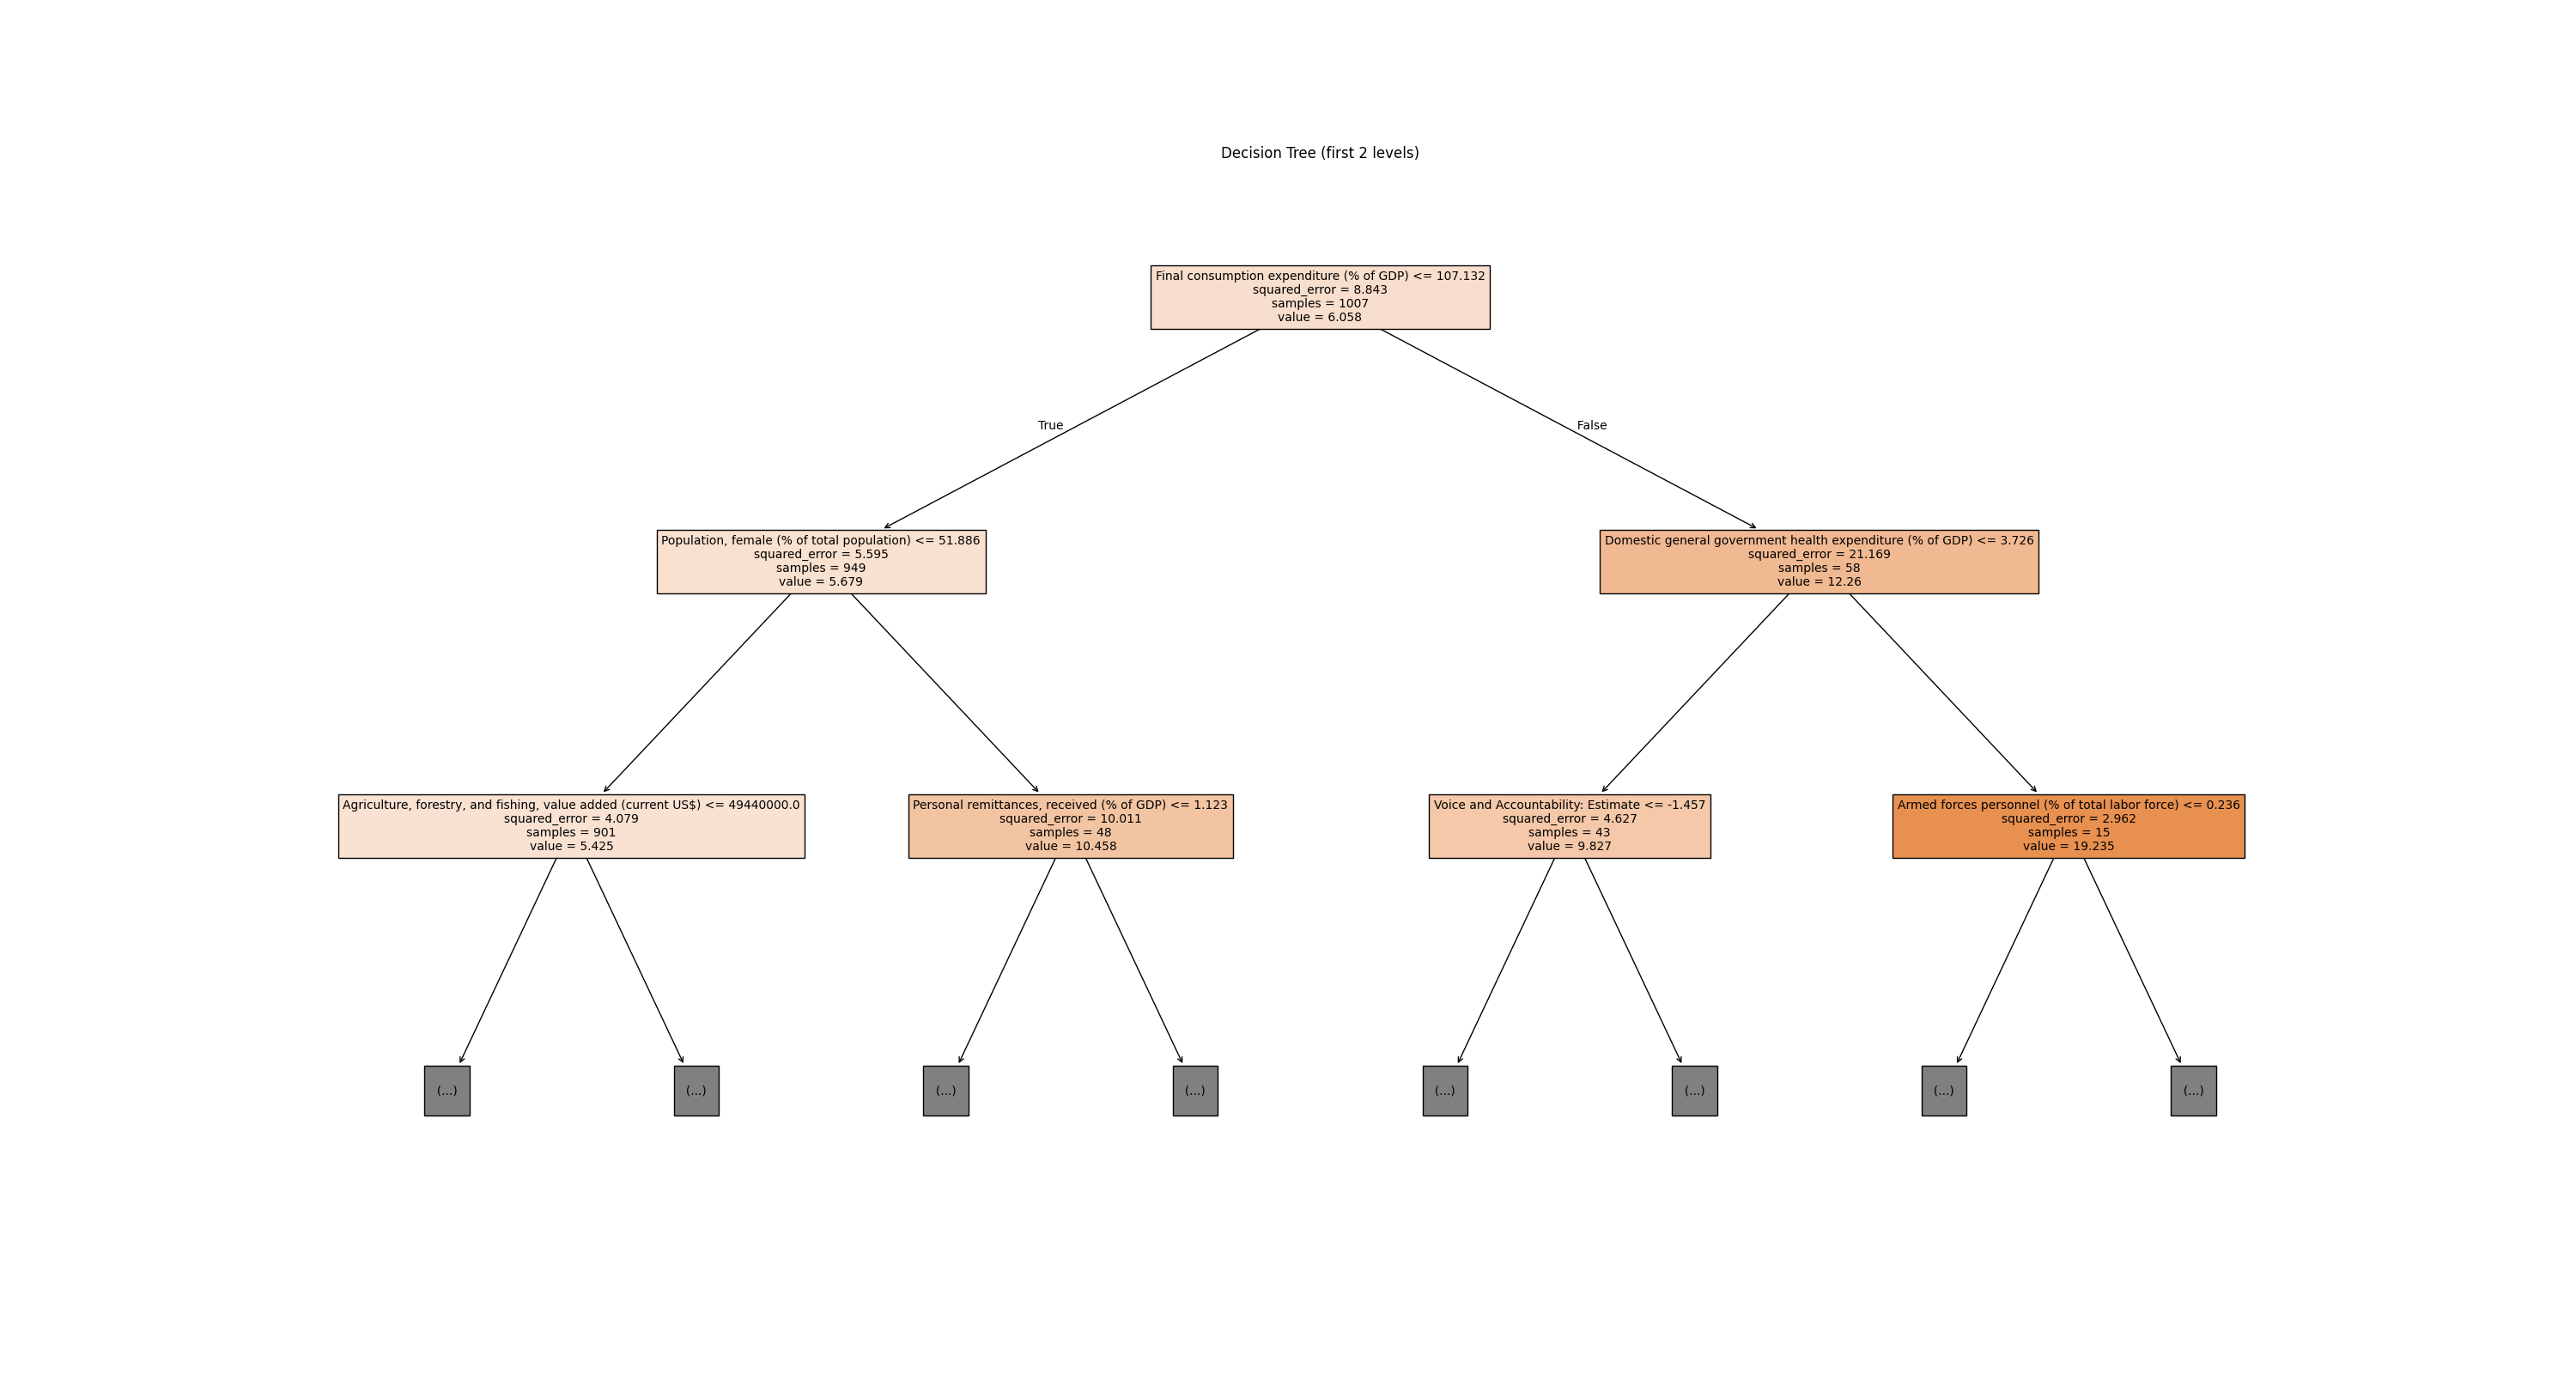 Decision Tree (first 2 levels)
Final consumption expenditure (% of GDP) <= 107.132
squared_error = 8.843
samples = 1007
value = 6.058
True
False
Population, female (% of total population) <= 51.886
squared_error = 5.595
samples = 949
value = 5.679
Domestic general government health expenditure (% of GDP) <= 3.726
squared_error = 21.169
samples = 58
value = 12.26
Agriculture, forestry, and fishing, value added (current US$) <= 49440000.0
squared_error = 4.079
samples = 901
value = 5.425
Personal remittances, received (% of GDP) <= 1.123
squared_error = 10.011
samples = 48
value = 10.458
Voice and Accountability: Estimate <= -1.457
squared_error = 4.627
samples = 43
value = 9.827
Armed forces personnel (% of total labor force) <= 0.236
squared_error = 2.962
samples = 15
value = 19.235
(...)
(...)
(...)
(...)
(...)
(...)
(...)
(...)